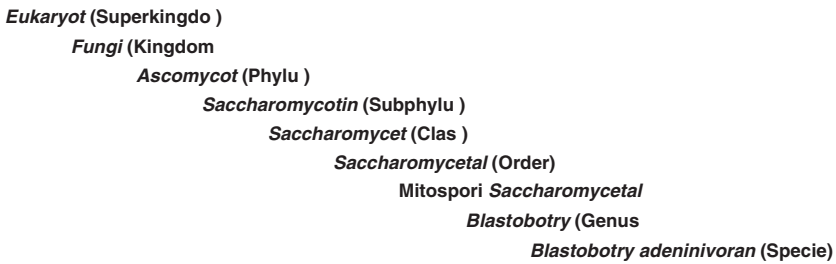 Eukaryot (Superkingdo )
Fungi (Kingdom
Ascomycot (Phylu )
Saccharomycotin (Subphylu )
Saccharomycet (Clas )
Saccharomycetal (Order)
Mitospori Saccharomycetal
Blastobotry (Genus
Blastobotry adeninivoran (Specie)